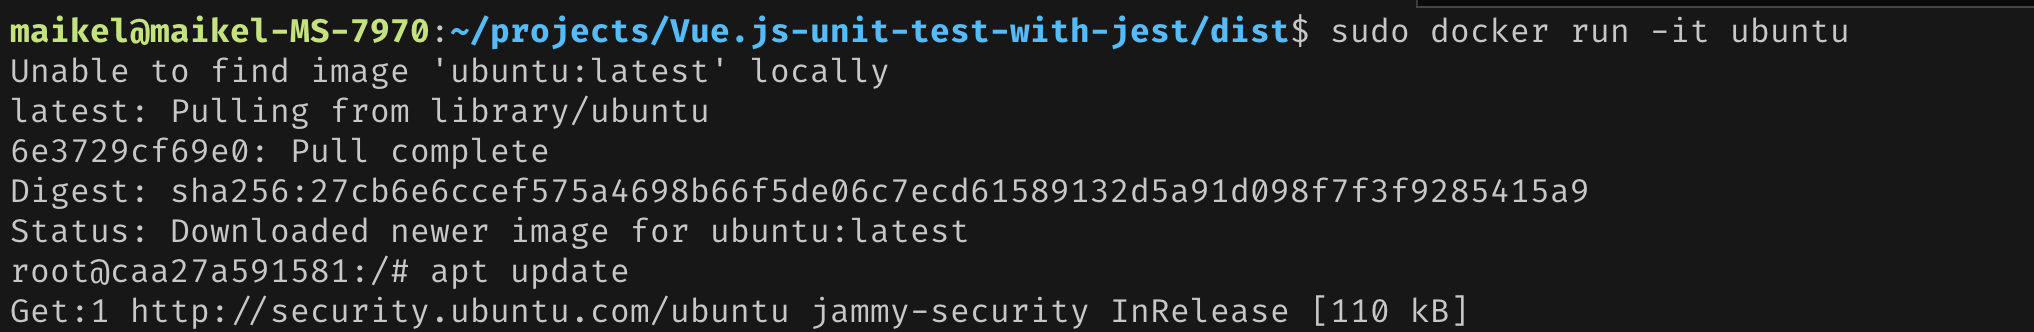 maikel@maikel-MS-7970:~/projects/Vue.js-unit-test-with-jest/dist$ sudo docker run -it ubuntu
Unable to find image 'ubuntu:latest' locally
latest: Pulling from library/ubuntu
6e3729cf69e0: Pull complete
Digest: sha256:27cb6e6ccef575a4698b66f5de06c7ecd61589132d5a91d098f7f3f9285415a9
Status: Downloaded newer image for ubuntu:latest
root@caa27a591581:/# apt update
Get:1 http://security.ubuntu.com/ubuntu jammy-security InRelease [110 kB]